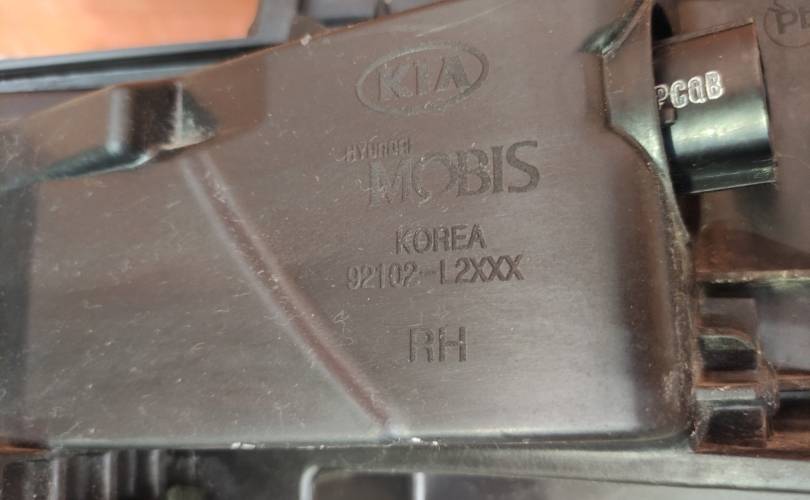 KIA
PCQB
HYUNDAI
MOBIS
KOREA
92102-L2XXX
RH